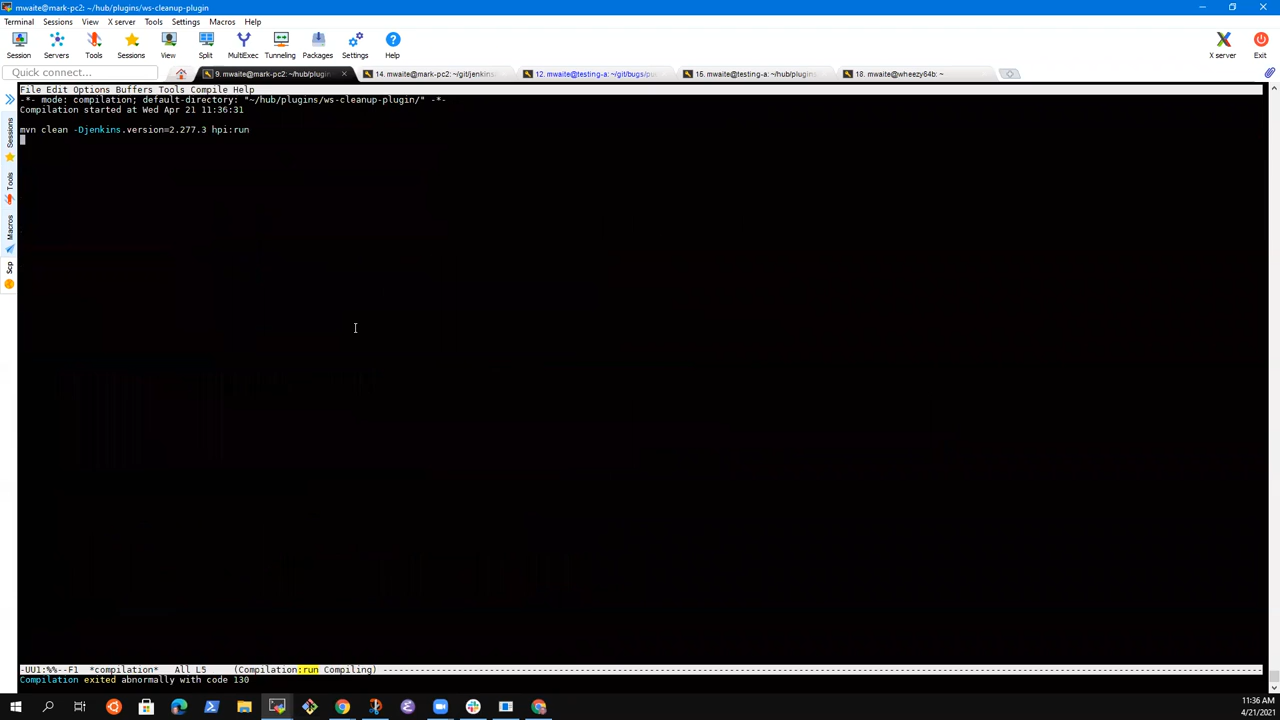 mwaite@mark-pc2: ~/hub/plugins/ws-cleanup-plugin
Terminal Sessions View X server Tools Settings Macros Help
Session Servers Tools Sessions View Split MultiExec Tunneling Packages Settings Help X server Exit
Quick connect...
9. mwaite@mark-pc2: ~/hub/plugin
14. mwaite@mark-pc2: ~/git/jenkins
12. mwaite@testing-a: ~/git/bugs/pu
15. mwaite@testing-a: ~/hub/plugins
18. mwaite@wheezy64b: ~
File Edit Options Buffers Tools Compile Help
-*- mode: compilation; default-directory: "~/hub/plugins/ws-cleanup-plugin/" -*-
Compilation started at Wed Apr 21 11:36:31
mvn clean -Djenkins.version=2.277.3 hpi:run
Sessions
Tools
Macros
Scp
-UU1:%%--F1 *compilation* All L5 (Compilation:run Compiling) ----------------
Compilation exited abnormally with code 130
11:36 AM
4/21/2021